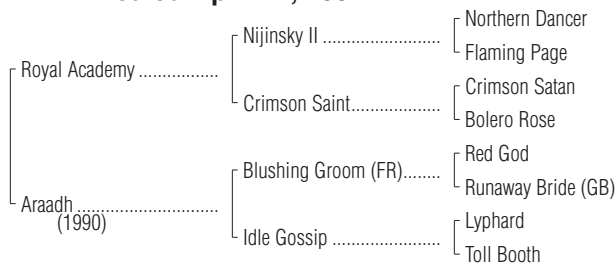 Nijinsky II ........................
Northern Dancer
Flaming Page
Royal Academy ................
Crimson Saint..................
Crimson Satan
Bolero Rose
Blushing Groom (FR)........
Red God
Runaway Bride (GB)
Araadh .............................
(1990)
Idle Gossip ......................
Lyphard
Toll Booth